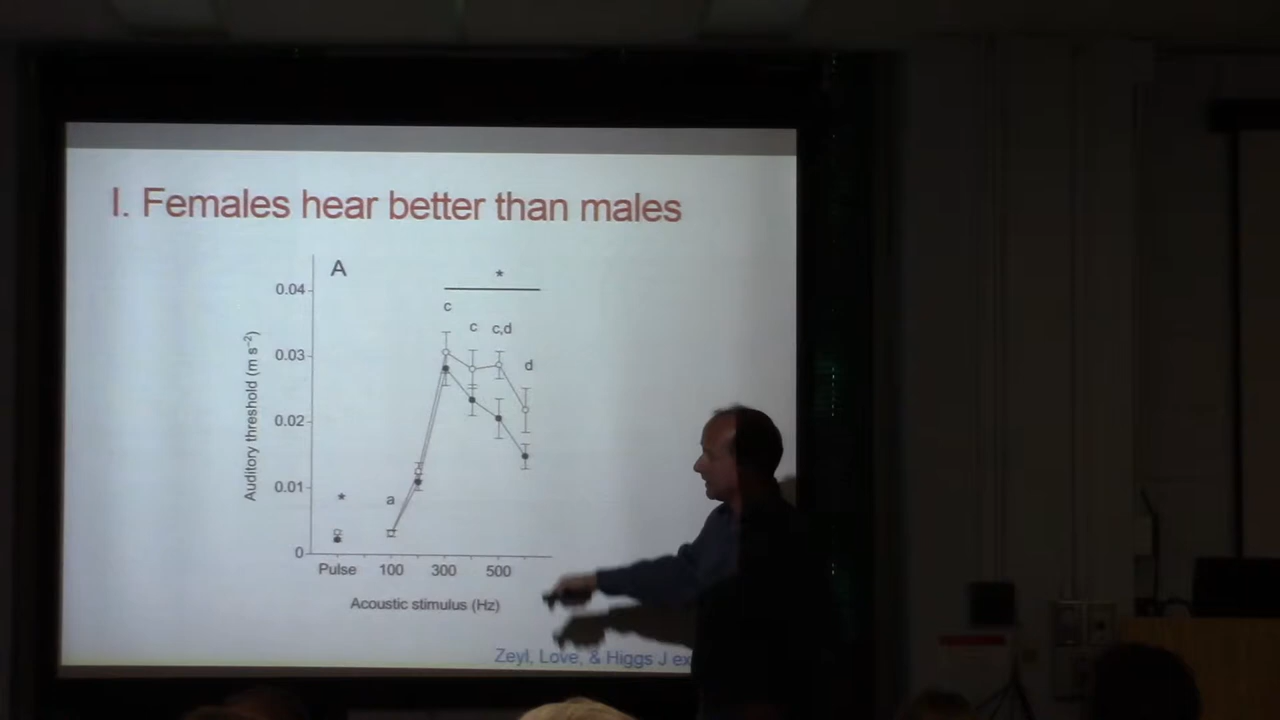 I. Females hear better than males
A
*
0.04
c
c
c,d
0.03
d
Auditory threshold (m s⁻²)
0.02
0.01
*
a
0
Pulse 100 300 500
Acoustic stimulus (Hz)
Zeyl, Love, & Higgs J ex